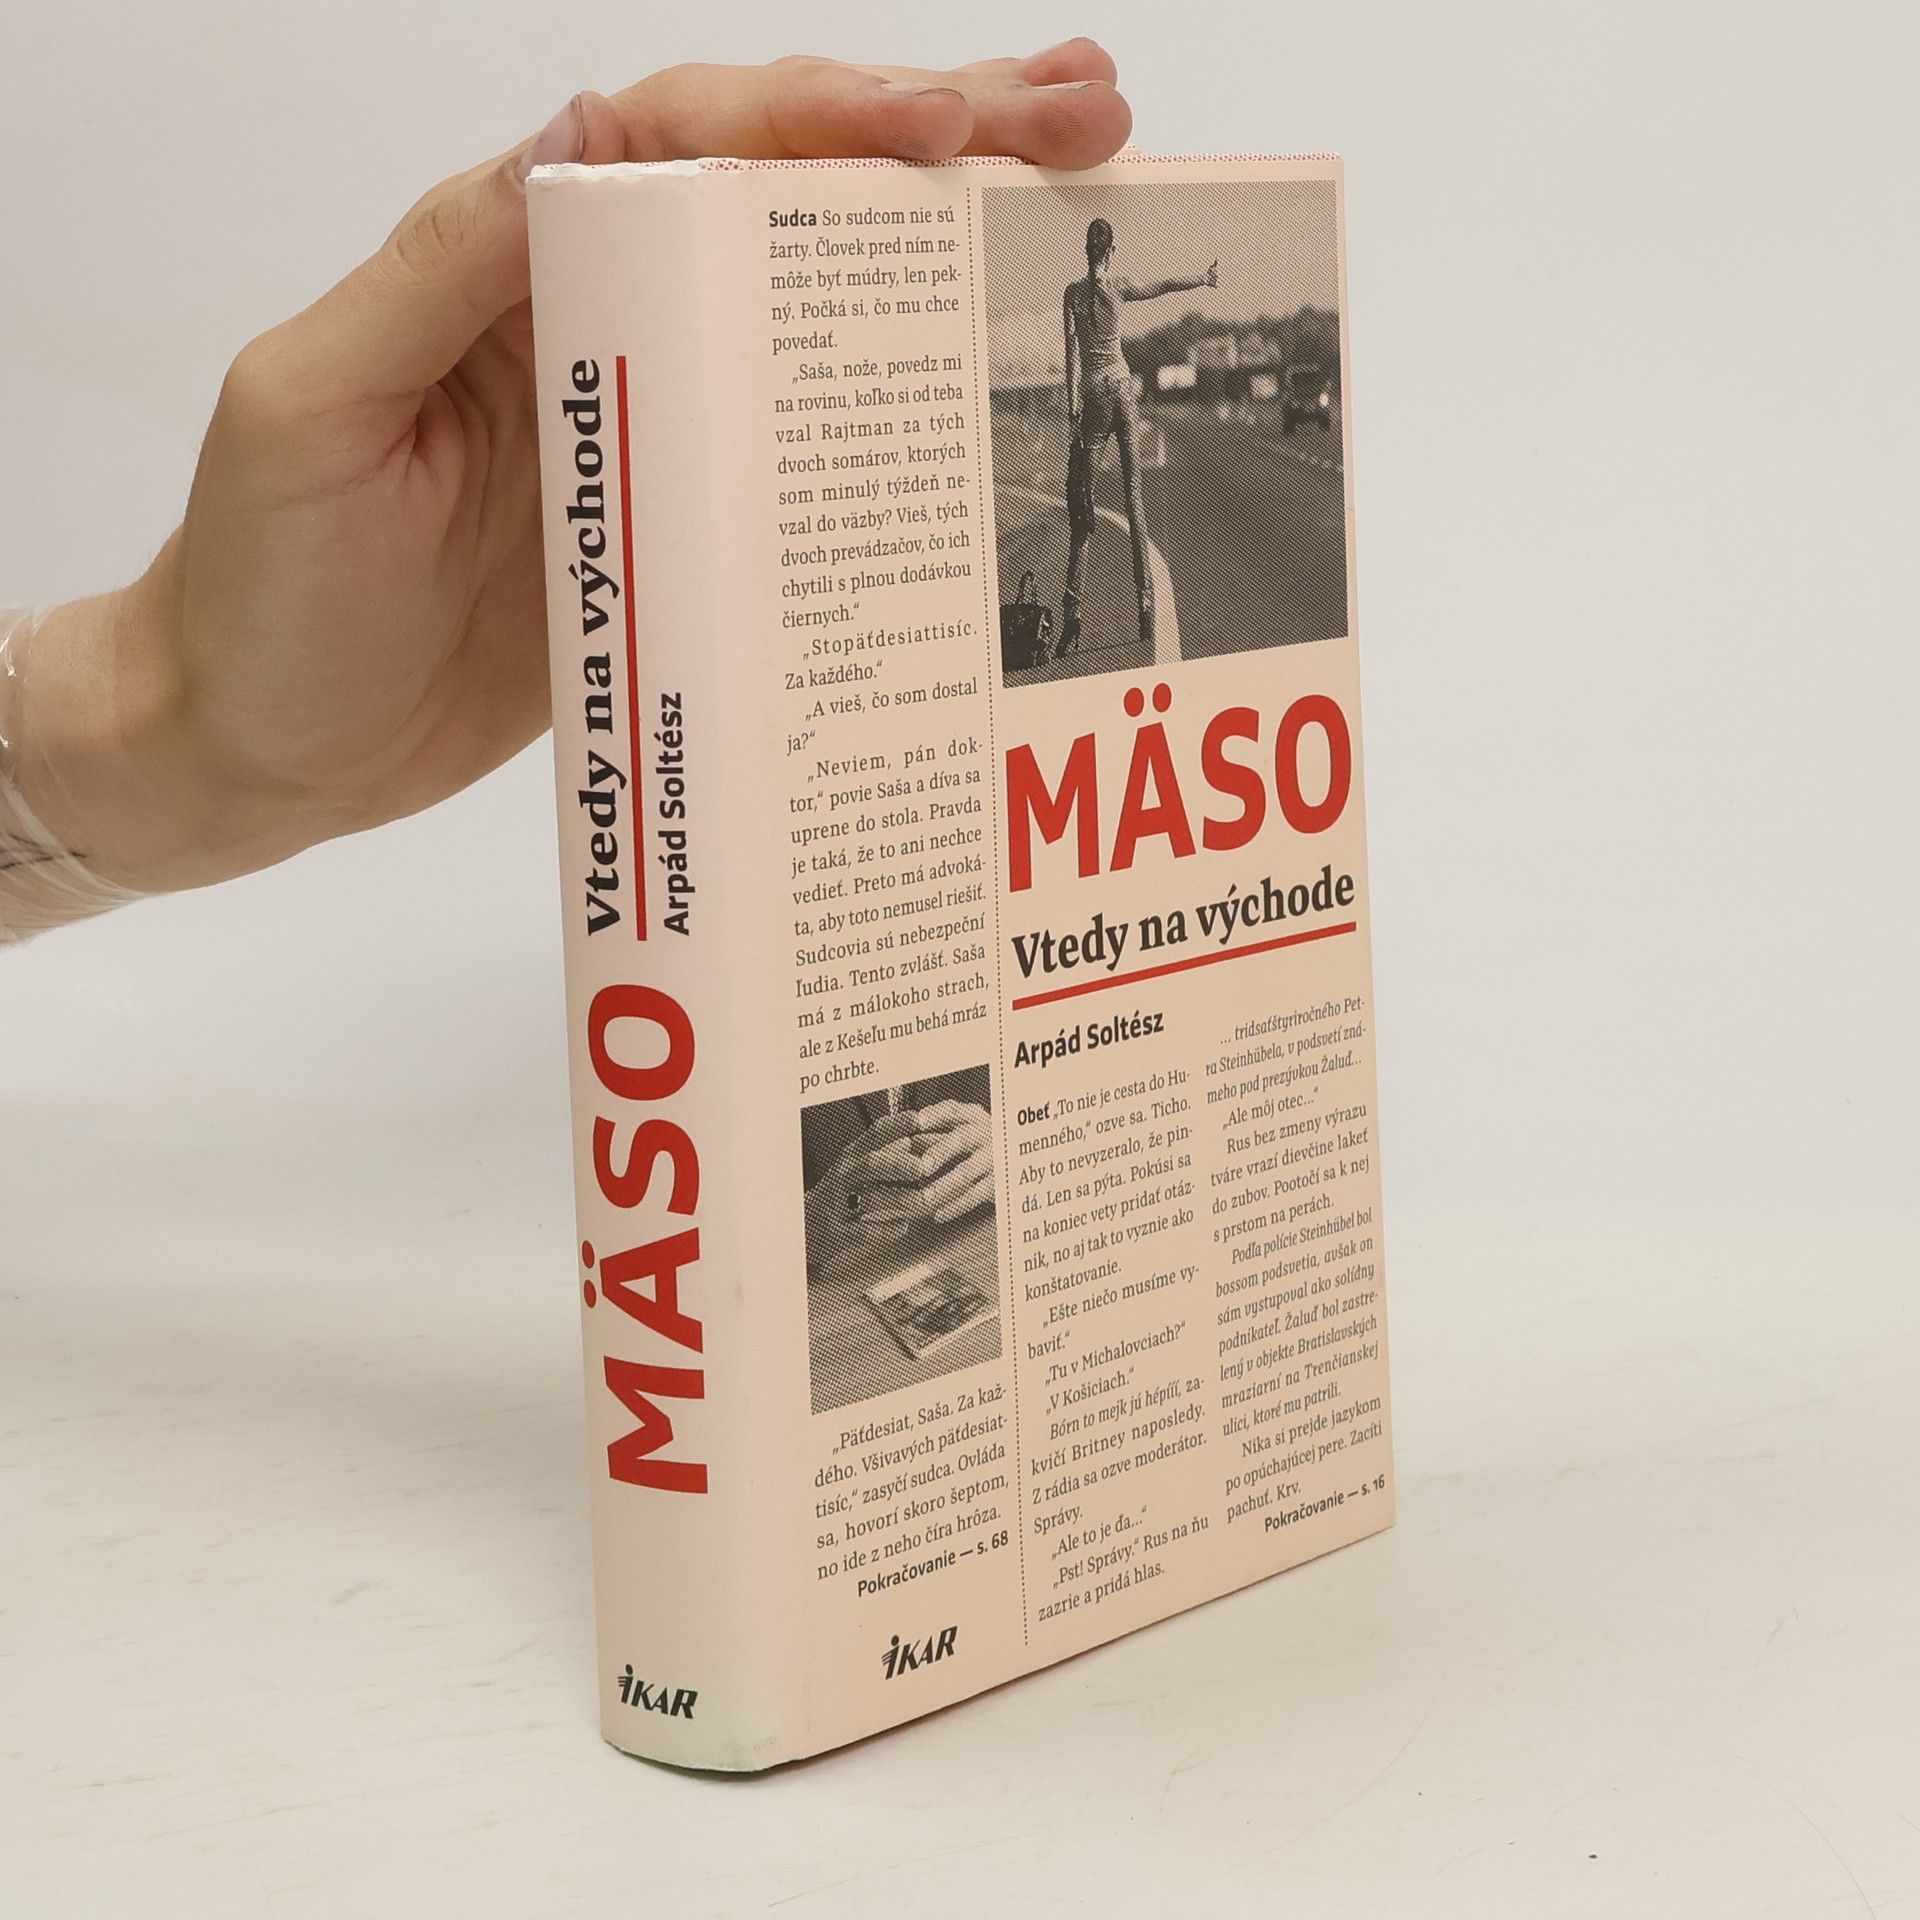 MÄSO Vtedy na východe
Arpád Soltész
iKAR
Sudca So sudcom nie sú
žarty. Človek pred ním ne-
môže byť múdry, len pek-
ný. Počká si, čo mu chce
povedať.
„Saša, nože, povedz mi
na rovinu, koľko si od teba
vzal Rajtman za tých
dvoch somárov, ktorých
som minulý týždeň ne-
vzal do väzby? Vieš, tých
dvoch prevádzačov, čo ich
chytili s plnou dodávkou
čiernych.“
„Stopäťdesiattisíc.
Za každého.“
„A vieš, čo som dostal
ja?“
„Neviem, pán dok-
tor,“ povie Saša a díva sa
uprene do stola. Pravda
je taká, že to ani nechce
vedieť. Preto má advoká-
ta, aby toto nemusel riešiť.
Sudcovia sú nebezpeční
ľudia. Tento zvlášť. Saša
má z málokoho strach,
ale z Kešeľu mu behá mráz
po chrbte.
„Päťdesiat, Saša. Za kaž-
dého. Všivavých päťdesiat-
tisíc,“ zasyčí sudca. Ovláda
sa, hovorí skoro šeptom,
no ide z neho číra hrôza.
Pokračovanie — s. 68
iKAR
MÄSO
Vtedy na východe
Arpád Soltész
Obeť „To nie je cesta do Hu-
menného,“ ozve sa. Ticho.
Aby to nevyzeralo, že pin-
dá. Len sa pýta. Pokúsi sa
na koniec vety pridať otáz-
nik, no aj tak to vyznie ako
konštatovanie.
„Ešte niečo musíme vy-
baviť.“
„Tu v Michalovciach?“
„V Košiciach.“
Bórn to mejk jú hépííí, za-
kvičí Britney naposledy.
Z rádia sa ozve moderátor.
Správy.
„Ale to je ďa...“
„Pst! Správy.“ Rus na ňu
zazrie a pridá hlas.
... tridsaťštyriročného Pet-
ra Steinhübela, v podsvetí zná-
meho pod prezývkou Žaluď...
„Ale môj otec...“
Rus bez zmeny výrazu
tváre vrazí dievčine lakeť
do zubov. Pootočí sa k nej
s prstom na perách.
Podľa polície Steinhübel bol
bossom podsvetia, avšak on
sám vystupoval ako solídny
podnikateľ. Žaluď bol zastre-
lený v objekte Bratislavských
mraziarní na Trenčianskej
ulici, ktoré mu patrili.
Nika si prejde jazykom
po opúchajúcej pere. Zacíti
pachuť. Krv.
Pokračovanie — s. 16